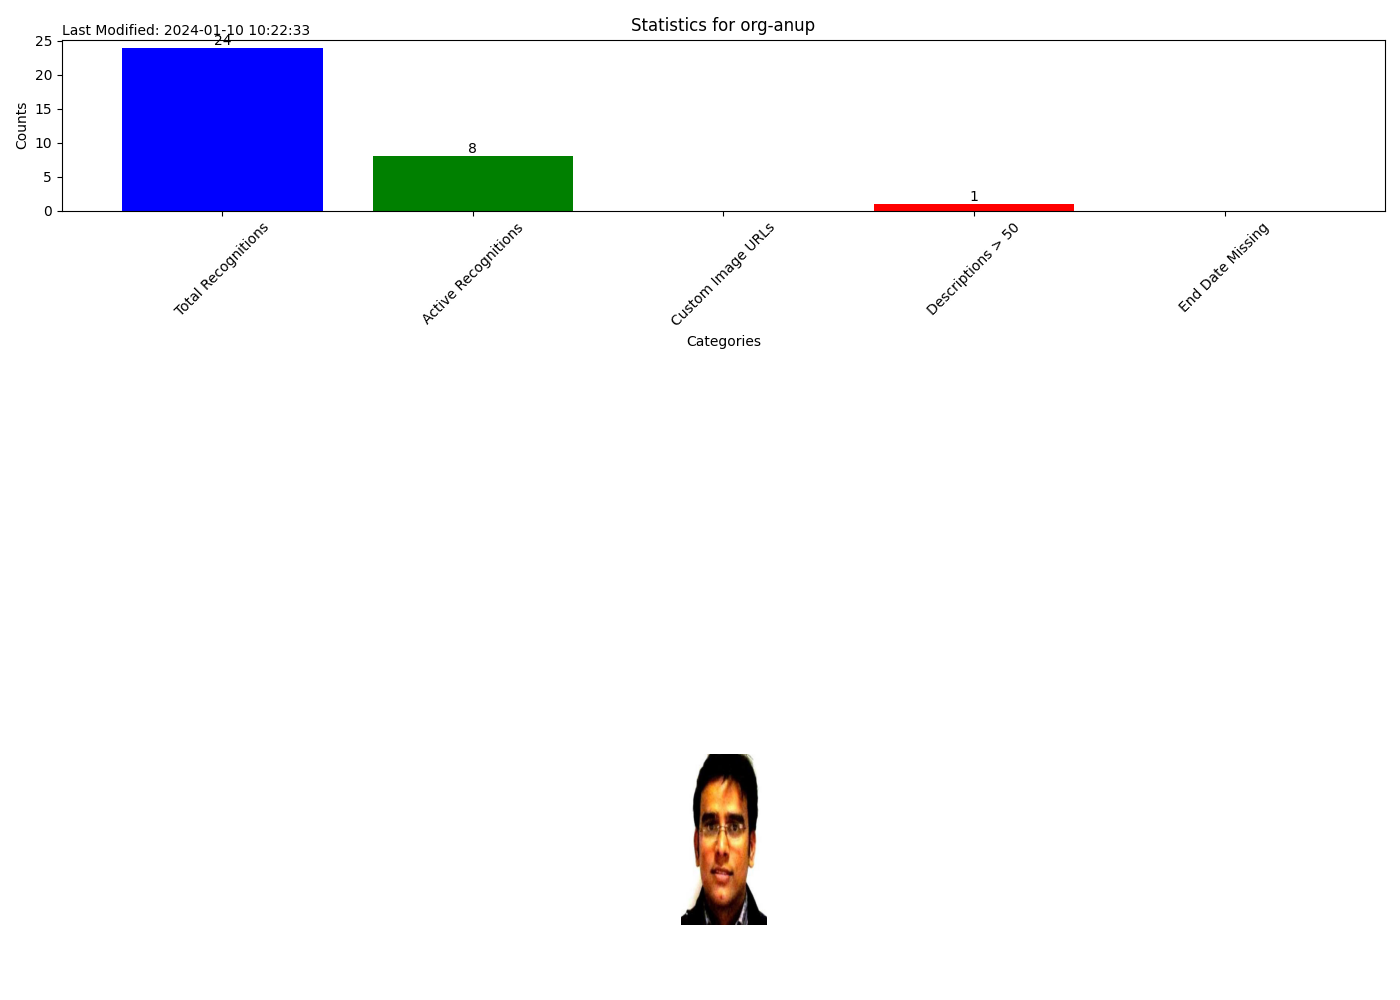 Statistics for org-anup
Last Modified: 2024-01-10 10:22:33
24
25
20
15
10
5
0
Counts
8
1
Total Recognitions
Active Recognitions
Custom Image URLs
Descriptions > 50
End Date Missing
Categories